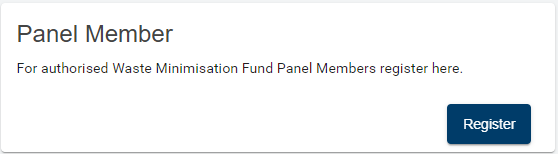 Panel Member
For authorised Waste Minimisation Fund Panel Members register here.
Register